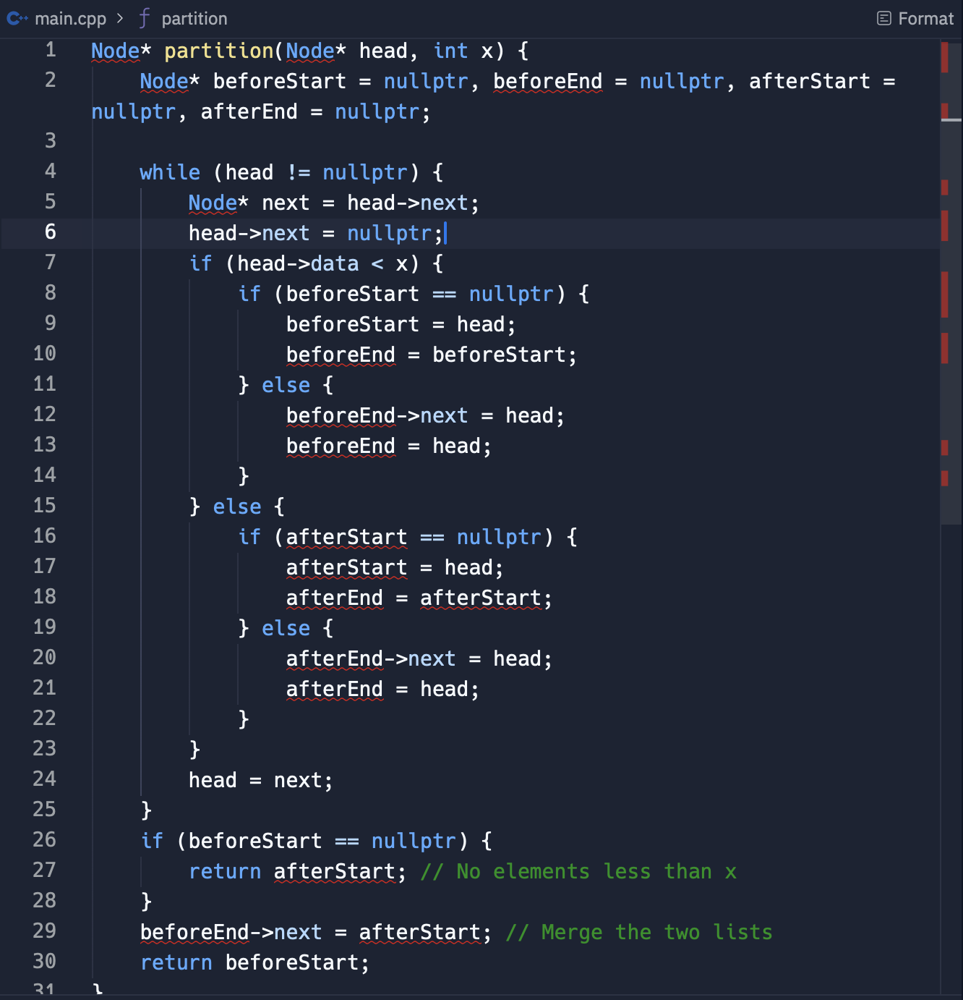 main.cpp > ƒ partition Format
1 Node* partition(Node* head, int x) {
2     Node* beforeStart = nullptr, beforeEnd = nullptr, afterStart =
nullptr, afterEnd = nullptr;
3
4     while (head != nullptr) {
5         Node* next = head->next;
6         head->next = nullptr;
7         if (head->data < x) {
8             if (beforeStart == nullptr) {
9                 beforeStart = head;
10                 beforeEnd = beforeStart;
11             } else {
12                 beforeEnd->next = head;
13                 beforeEnd = head;
14             }
15         } else {
16             if (afterStart == nullptr) {
17                 afterStart = head;
18                 afterEnd = afterStart;
19             } else {
20                 afterEnd->next = head;
21                 afterEnd = head;
22             }
23         }
24         head = next;
25     }
26     if (beforeStart == nullptr) {
27         return afterStart; // No elements less than x
28     }
29     beforeEnd->next = afterStart; // Merge the two lists
30     return beforeStart;
31 }